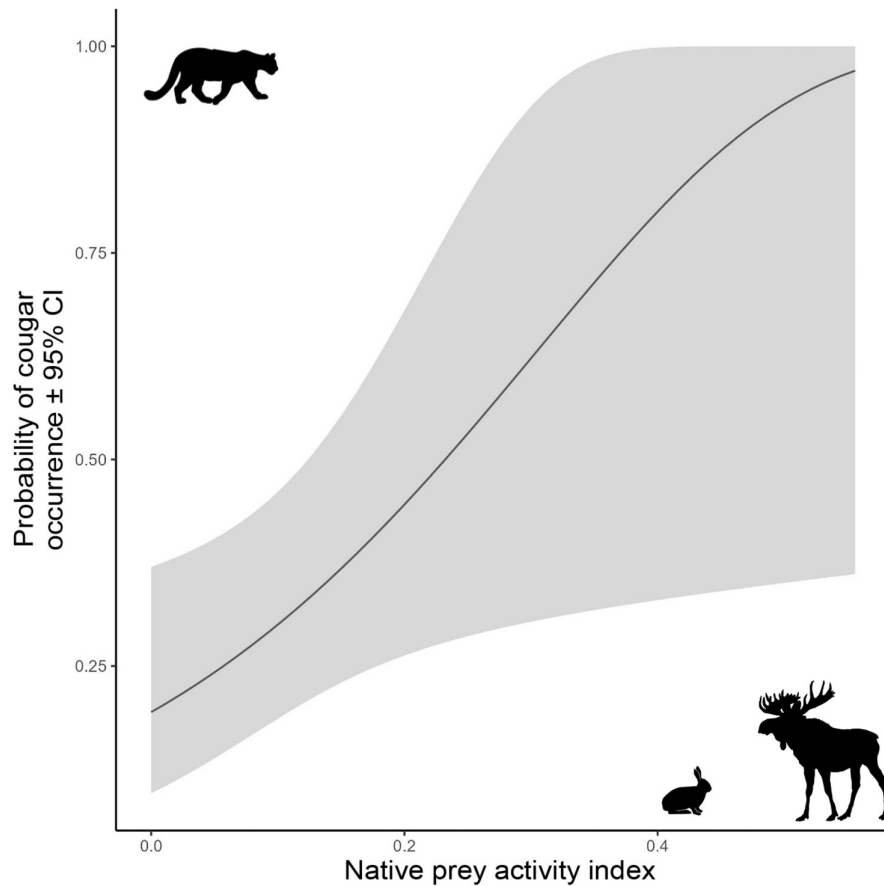 1.00
0.75
0.50
0.25
Probability of cougar
occurrence ± 95% CI
0.0
0.2
0.4
Native prey activity index